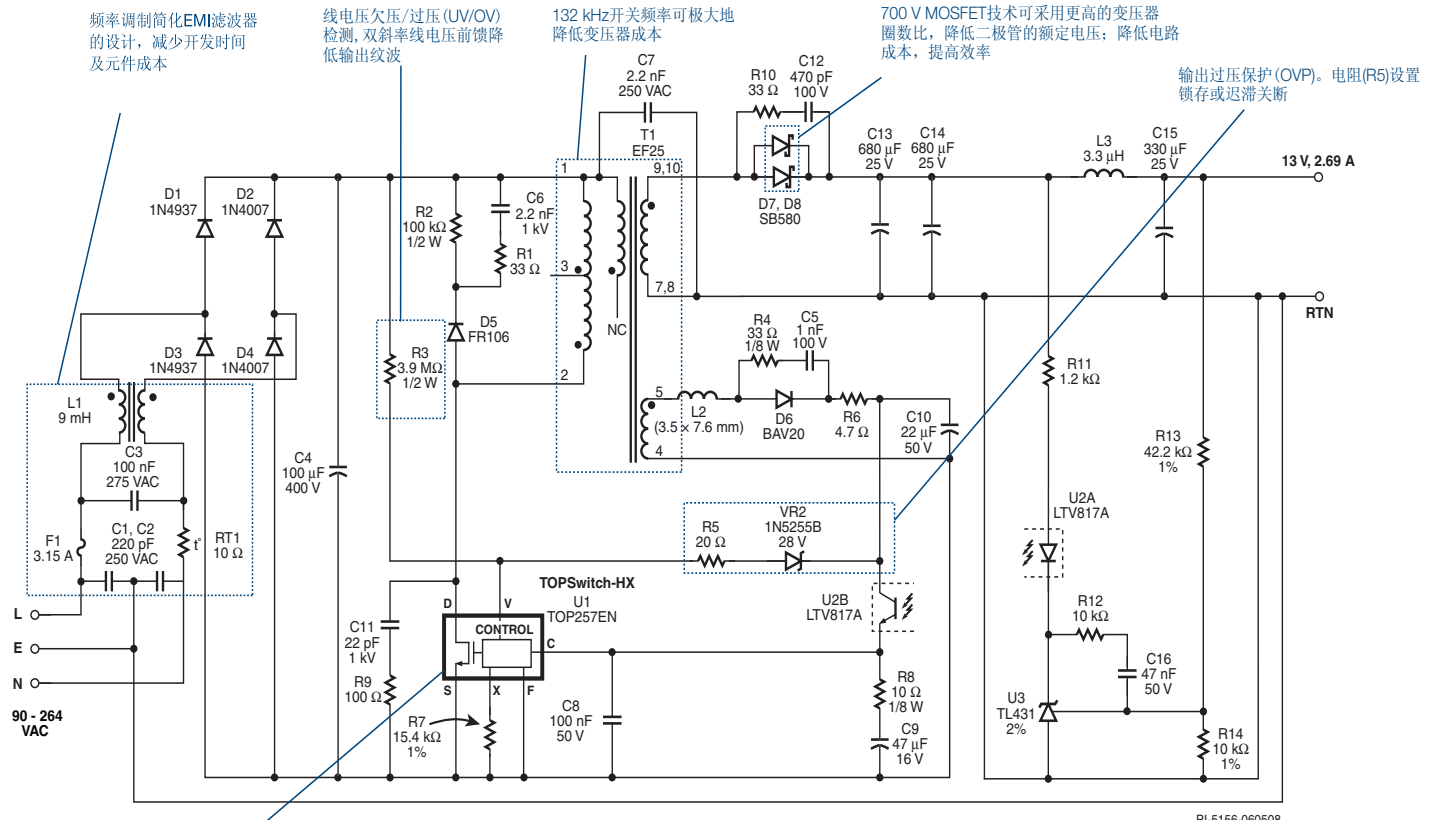 频率调制简化EMI滤波器
的设计，减少开发时间
及元件成本
线电压欠压/过压(UV/OV)
检测, 双斜率线电压前馈降
低输出纹波
132 kHz开关频率可极大地
降低变压器成本
700 V MOSFET技术可采用更高的变压器
圈数比，降低二极管的额定电压；降低电路
成本，提高效率
输出过压保护(OVP)。电阻(R5)设置
锁存或迟滞关断
C7
2.2 nF
250 VAC
R10
33 Ω
C12
470 pF
100 V
T1
EF25
1
3
2
NC
9,10
7,8
5
4
D7, D8
SB580
C13
680 µF
25 V
C14
680 µF
25 V
L3
3.3 µH
C15
330 µF
25 V
13 V, 2.69 A
RTN
D1
1N4937
D2
1N4007
D3
1N4937
D4
1N4007
R2
100 kΩ
1/2 W
C6
2.2 nF
1 kV
R1
33 Ω
D5
FR106
R3
3.9 MΩ
1/2 W
R4
33 Ω
1/8 W
C5
1 nF
100 V
L2
(3.5 × 7.6 mm)
D6
BAV20
R6
4.7 Ω
C10
22 µF
50 V
R11
1.2 kΩ
R13
42.2 kΩ
1%
L1
9 mH
C3
100 nF
275 VAC
C4
100 µF
400 V
F1
3.15 A
C1, C2
220 pF
250 VAC
t°
RT1
10 Ω
R5
20 Ω
VR2
1N5255B
28 V
U2A
LTV817A
TOPSwitch-HX
U1
TOP257EN
D
V
CONTROL
C
S
X
F
U2B
LTV817A
R12
10 kΩ
C16
47 nF
50 V
L
E
N
90 - 264
VAC
C11
22 pF
1 kV
R9
100 Ω
R7
15.4 kΩ
1%
C8
100 nF
50 V
R8
10 Ω
1/8 W
C9
47 µF
16 V
U3
TL431
2%
R14
10 kΩ
1%
PI-5156-060508